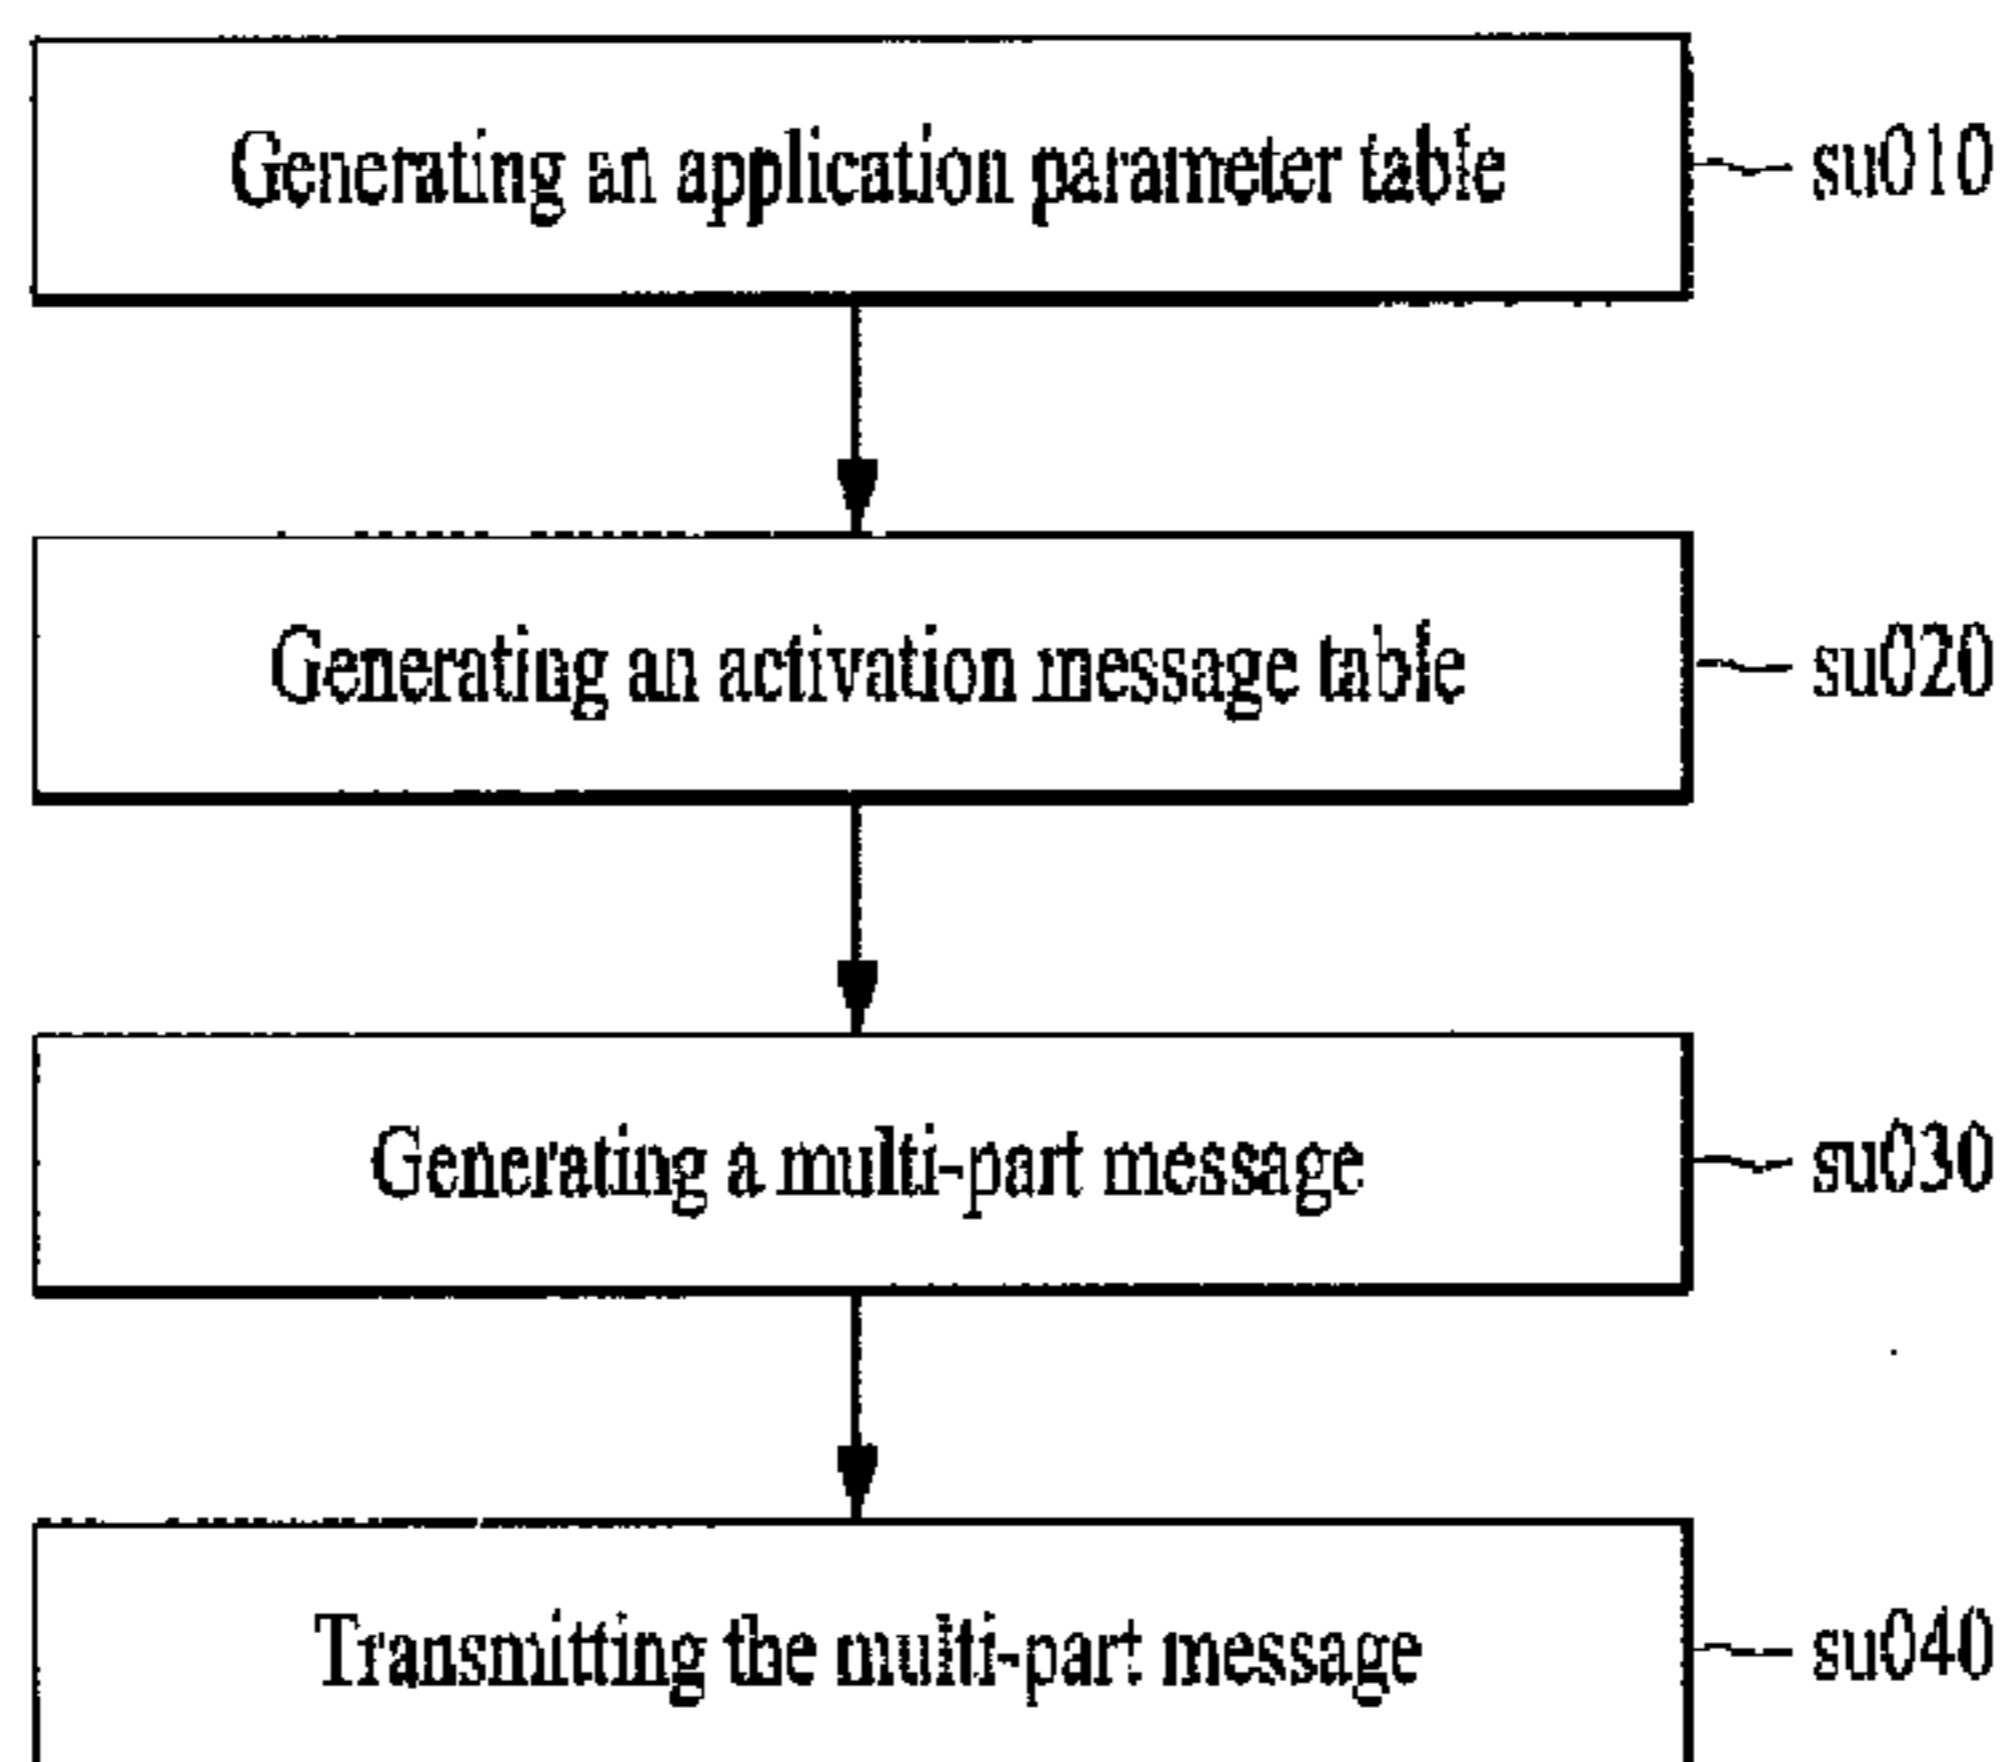 Generating an application parameter table
su010
Generating an activation message table
su020
Generating a multi-part message
su030
Transmitting the multi-part message
su040